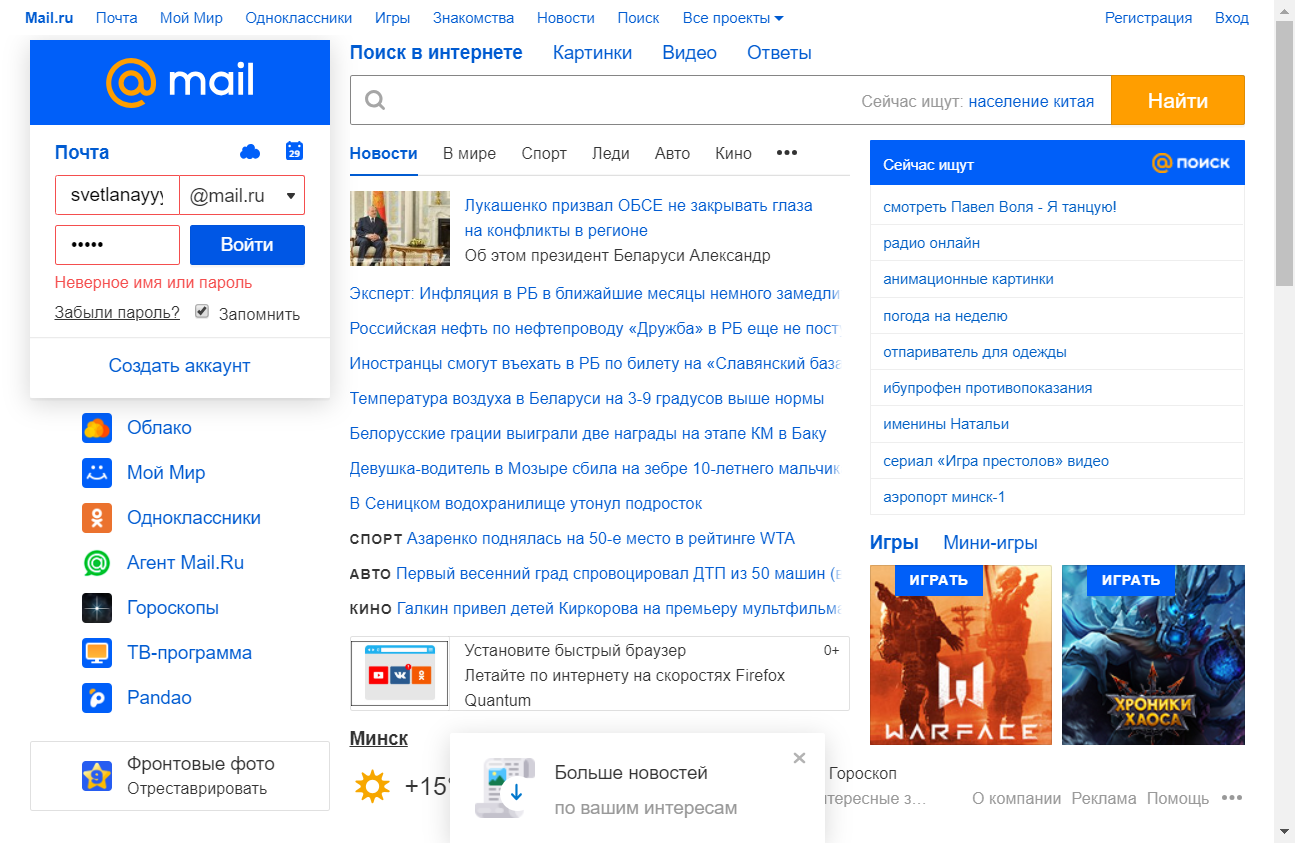 Mail.ru Почта Мой Мир Одноклассники Игры Знакомства Новости Поиск Все проекты Регистрация Вход
@mail
Почта 29
svetlanayyy @mail.ru
••••• Войти
Неверное имя или пароль
Забыли пароль? Запомнить
Создать аккаунт
Облако
Мой Мир
Одноклассники
Агент Mail.Ru
Гороскопы
ТВ-программа
Pandao
9 Фронтовые фото
Отреставрировать
Поиск в интернете Картинки Видео Ответы
Сейчас ищут: население китая Найти
Новости В мире Спорт Леди Авто Кино •••
Лукашенко призвал ОБСЕ не закрывать глаза
на конфликты в регионе
Об этом президент Беларуси Александр
Эксперт: Инфляция в РБ в ближайшие месяцы немного замедли
Российская нефть по нефтепроводу «Дружба» в РБ еще не посту
Иностранцы смогут въехать в РБ по билету на «Славянский база
Температура воздуха в Беларуси на 3-9 градусов выше нормы
Белорусские грации выиграли две награды на этапе КМ в Баку
Девушка-водитель в Мозыре сбила на зебре 10-летнего мальчик
В Сеницком водохранилище утонул подросток
СПОРТ Азаренко поднялась на 50-е место в рейтинге WTA
АВТО Первый весенний град спровоцировал ДТП из 50 машин (в
КИНО Галкин привел детей Киркорова на премьеру мультфильма
Установите быстрый браузер 0+
Летайте по интернету на скоростях Firefox
Quantum
Минск
+15°
Больше новостей
по вашим интересам
Сейчас ищут @ПОИСК
смотреть Павел Воля - Я танцую!
радио онлайн
анимационные картинки
погода на неделю
отпариватель для одежды
ибупрофен противопоказания
именины Натальи
сериал «Игра престолов» видео
аэропорт минск-1
Игры Мини-игры
ИГРАТЬ ИГРАТЬ
WARFACE ХРОНИКИ
ХАОСА
Гороскоп
тересные з... О компании Реклама Помощь •••